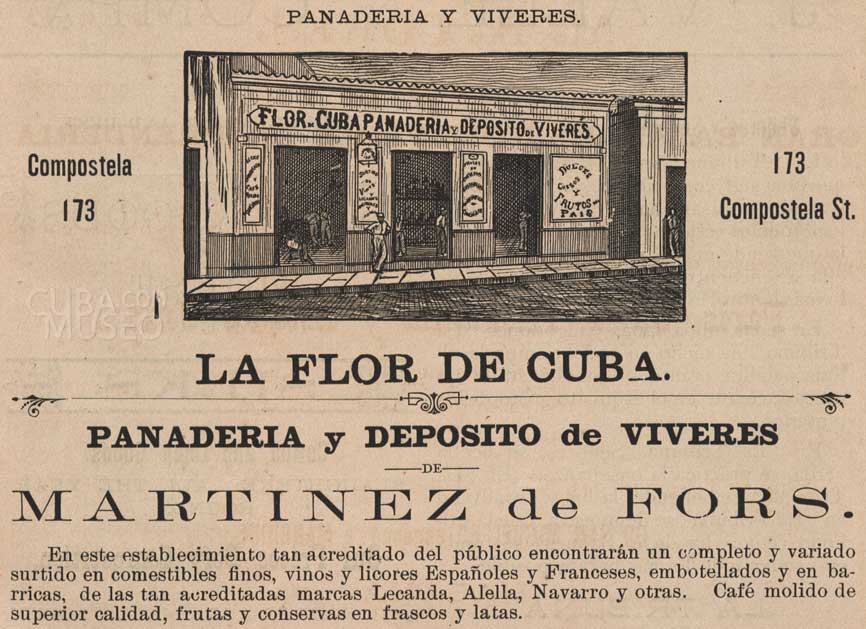 PANADERIA Y VIVERES.
FLOR DE CUBA PANADERIA Y DEPOSITO DE VIVERES.
DULCES
Y
FRUTOS DEL
PAIS
Compostela
173
173
Compostela St.
CUBA CON
MUSEO
LA FLOR DE CUBA.
PANADERIA y DEPOSITO de VIVERES
DE
MARTINEZ de FORS.
En este establecimiento tan acreditado del público encontrarán un completo y variado
surtido en comestibles finos, vinos y licores Españoles y Franceses, embotellados y en ba-
rricas, de las tan acreditadas marcas Lecanda, Alella, Navarro y otras. Café molido de
superior calidad, frutas y conservas en frascos y latas.